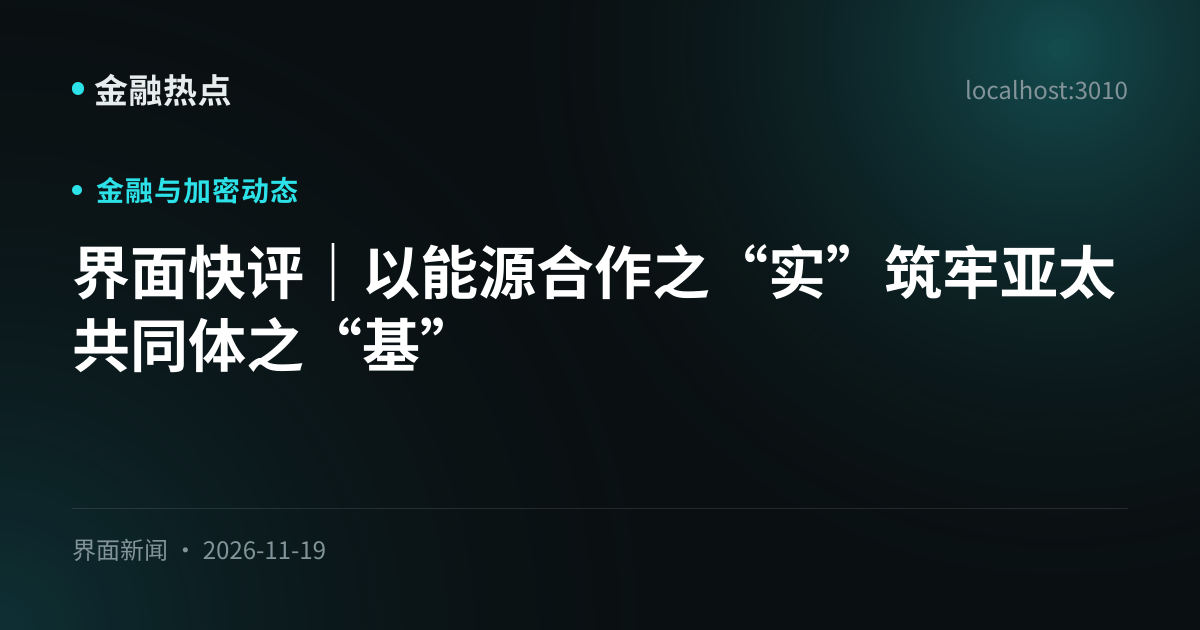 金融热点
localhost:3010
金融与加密动态
界面快评｜以能源合作之“实”筑牢亚太
共同体之“基”
界面新闻 · 2026-11-19